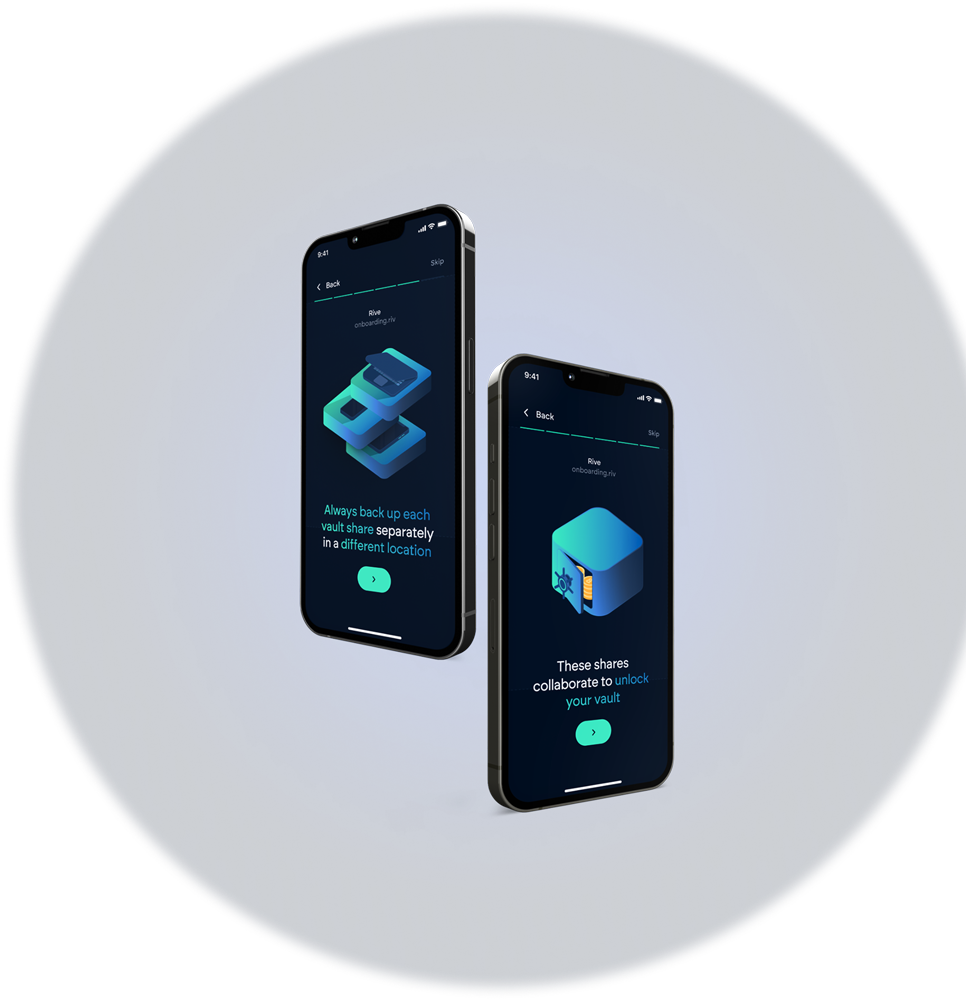 9:41
Back
Skip
Rive
onboarding.riv
Always back up each
vault share separately
in a different location
9:41
Back
Skip
Rive
onboarding.riv
These shares
collaborate to unlock
your vault